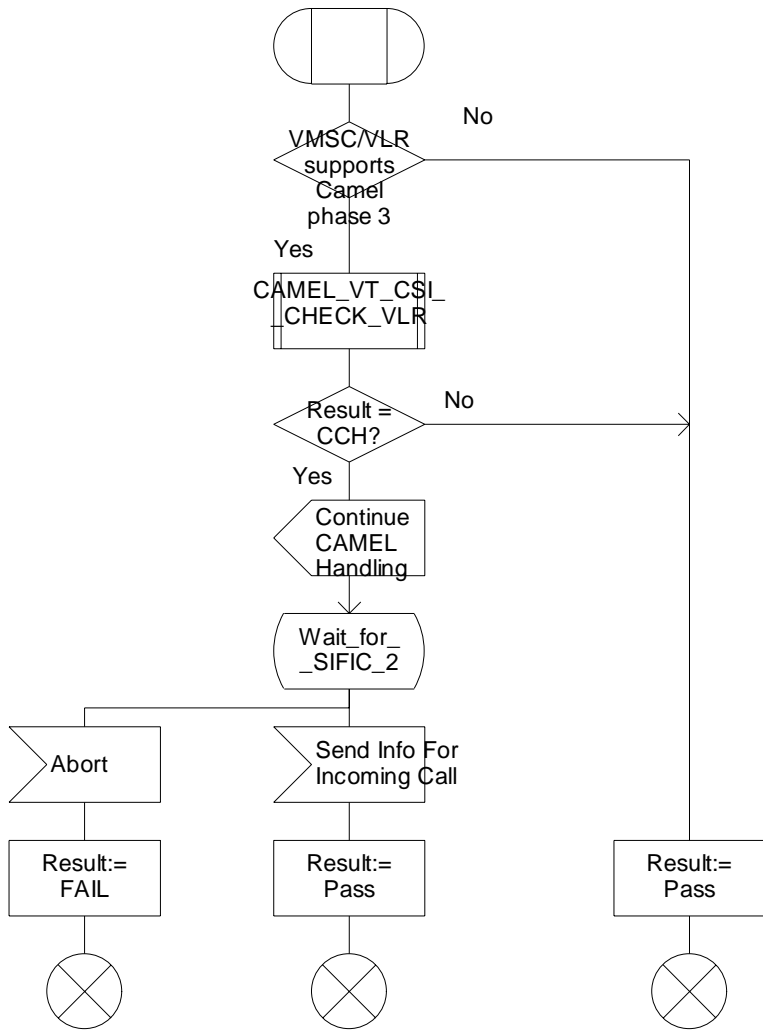 No
VMSC/VLR
supports
Camel
phase 3
Yes
CAMEL_VT_CSI_
_CHECK_VLR
Result =
CCH?
No
Yes
Continue
CAMEL
Handling
Wait_for_
_SIFIC_2
Abort
Send Info For
Incoming Call
Result:=
FAIL
Result:=
Pass
Result:=
Pass